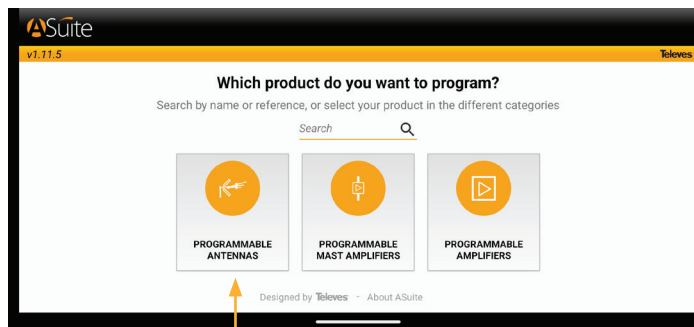 ASuite
v1.11.5
Televes
Which product do you want to program?
Search by name or reference, or select your product in the different categories
Search
PROGRAMMABLE
ANTENNAS
PROGRAMMABLE
MAST AMPLIFIERS
PROGRAMMABLE
AMPLIFIERS
Designed by Televes - About ASuite